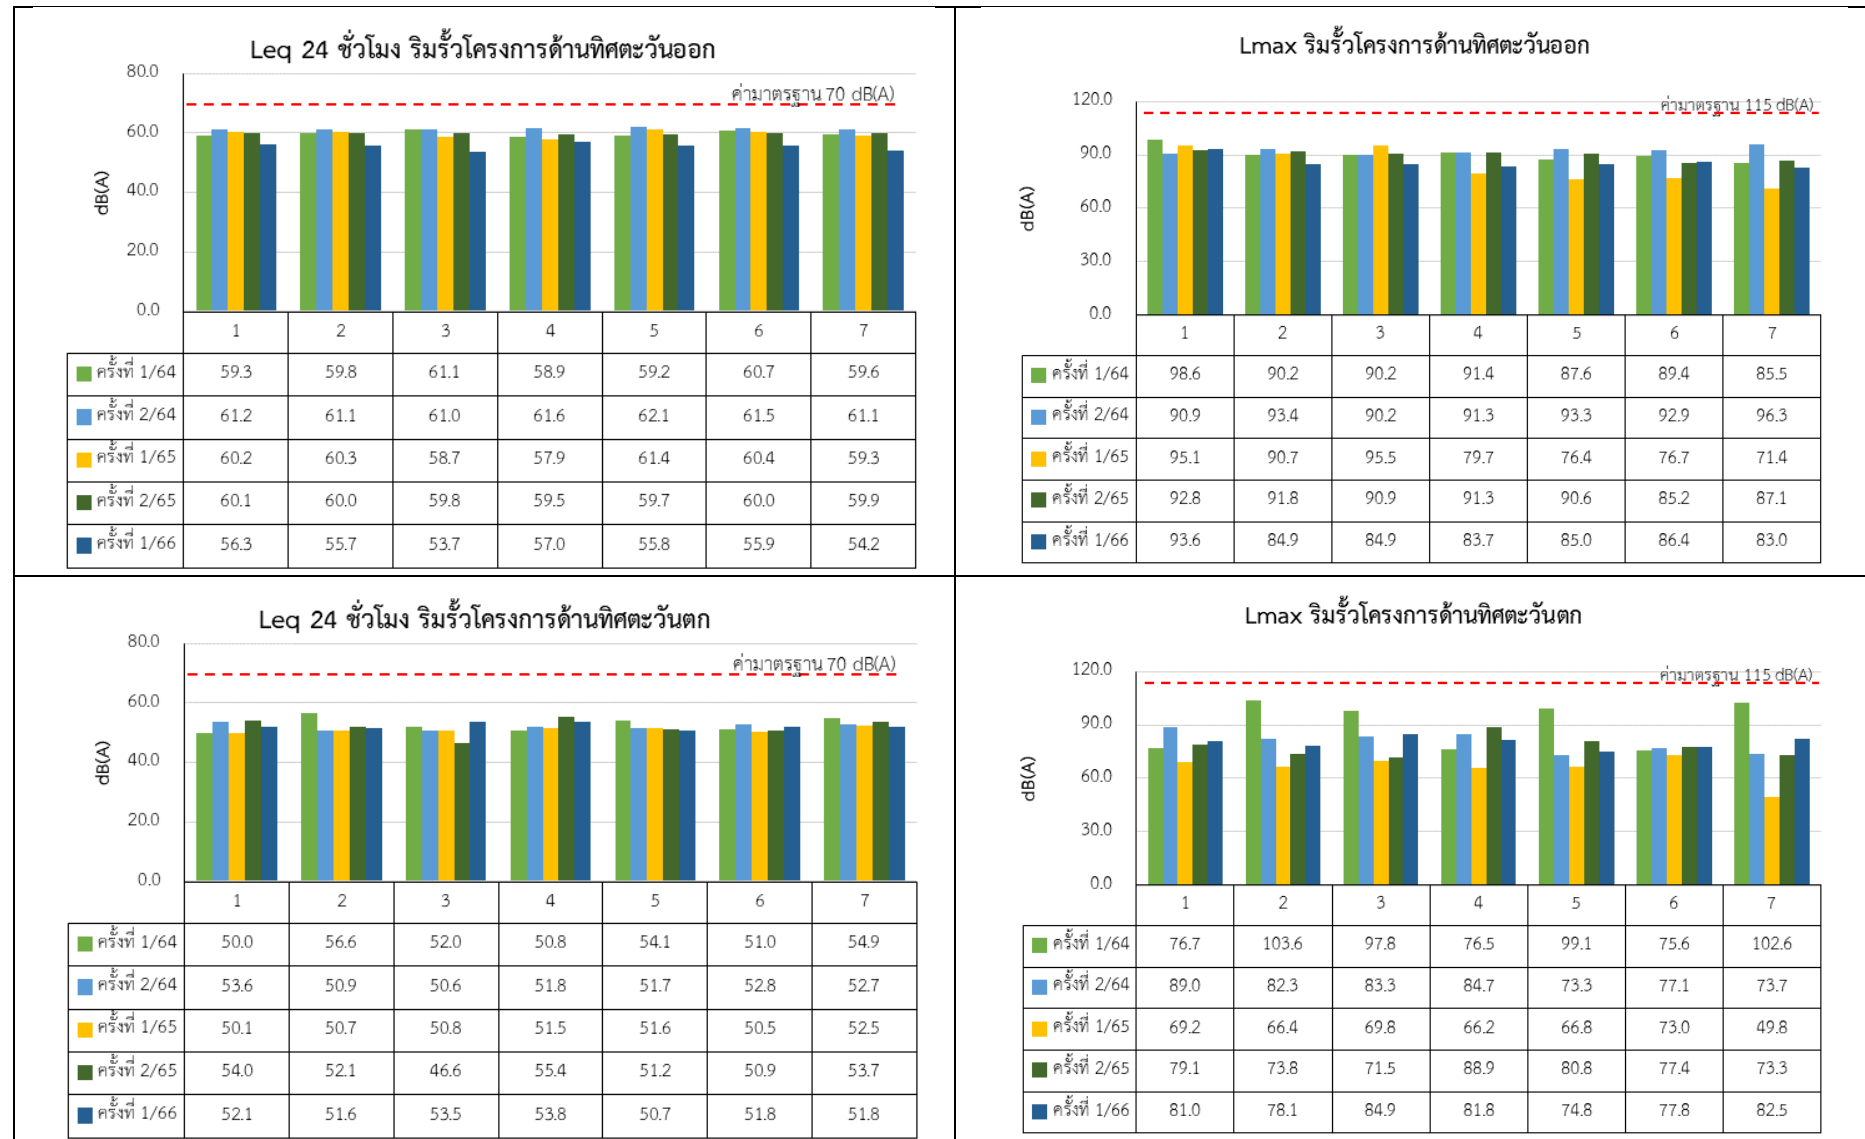 Leq 24 ชั่วโมง ริมรั้วโครงการด้านทิศตะวันออก
80.0
ค่ามาตรฐาน 70 dB(A)
60.0
dB(A)
40.0
20.0
0.0
1 2 3 4 5 6 7
ครั้งที่ 1/64 59.3 59.8 61.1 58.9 59.2 60.7 59.6
ครั้งที่ 2/64 61.2 61.1 61.0 61.6 62.1 61.5 61.1
ครั้งที่ 1/65 60.2 60.3 58.7 57.9 61.4 60.4 59.3
ครั้งที่ 2/65 60.1 60.0 59.8 59.5 59.7 60.0 59.9
ครั้งที่ 1/66 56.3 55.7 53.7 57.0 55.8 55.9 54.2
Lmax ริมรั้วโครงการด้านทิศตะวันออก
120.0
ค่ามาตรฐาน 115 dB(A)
90.0
dB(A)
60.0
30.0
0.0
1 2 3 4 5 6 7
ครั้งที่ 1/64 98.6 90.2 90.2 91.4 87.6 89.4 85.5
ครั้งที่ 2/64 90.9 93.4 90.2 91.3 93.3 92.9 96.3
ครั้งที่ 1/65 95.1 90.7 95.5 79.7 76.4 76.7 71.4
ครั้งที่ 2/65 92.8 91.8 90.9 91.3 90.6 85.2 87.1
ครั้งที่ 1/66 93.6 84.9 84.9 83.7 85.0 86.4 83.0
Leq 24 ชั่วโมง ริมรั้วโครงการด้านทิศตะวันตก
80.0
ค่ามาตรฐาน 70 dB(A)
60.0
dB(A)
40.0
20.0
0.0
1 2 3 4 5 6 7
ครั้งที่ 1/64 50.0 56.6 52.0 50.8 54.1 51.0 54.9
ครั้งที่ 2/64 53.6 50.9 50.6 51.8 51.7 52.8 52.7
ครั้งที่ 1/65 50.1 50.7 50.8 51.5 51.6 50.5 52.5
ครั้งที่ 2/65 54.0 52.1 46.6 55.4 51.2 50.9 53.7
ครั้งที่ 1/66 52.1 51.6 53.5 53.8 50.7 51.8 51.8
Lmax ริมรั้วโครงการด้านทิศตะวันตก
120.0
ค่ามาตรฐาน 115 dB(A)
90.0
dB(A)
60.0
30.0
0.0
1 2 3 4 5 6 7
ครั้งที่ 1/64 76.7 103.6 97.8 76.5 99.1 75.6 102.6
ครั้งที่ 2/64 89.0 82.3 83.3 84.7 73.3 77.1 73.7
ครั้งที่ 1/65 69.2 66.4 69.8 66.2 66.8 73.0 49.8
ครั้งที่ 2/65 79.1 73.8 71.5 88.9 80.8 77.4 73.3
ครั้งที่ 1/66 81.0 78.1 84.9 81.8 74.8 77.8 82.5